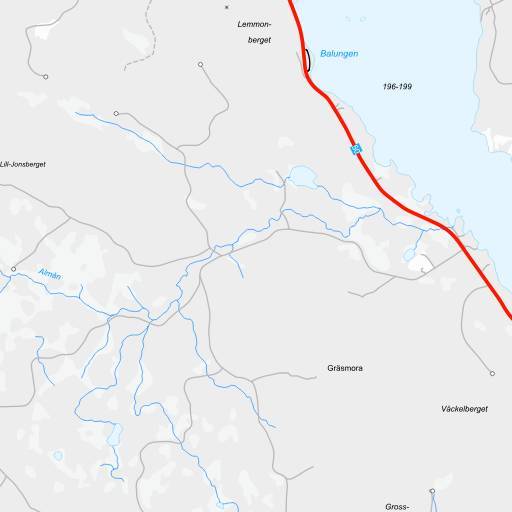 Lemmon-
berget
Balungen
196-199
Lill-Jonsberget
Almån
Gräsmora
Väckelberget
Gross-